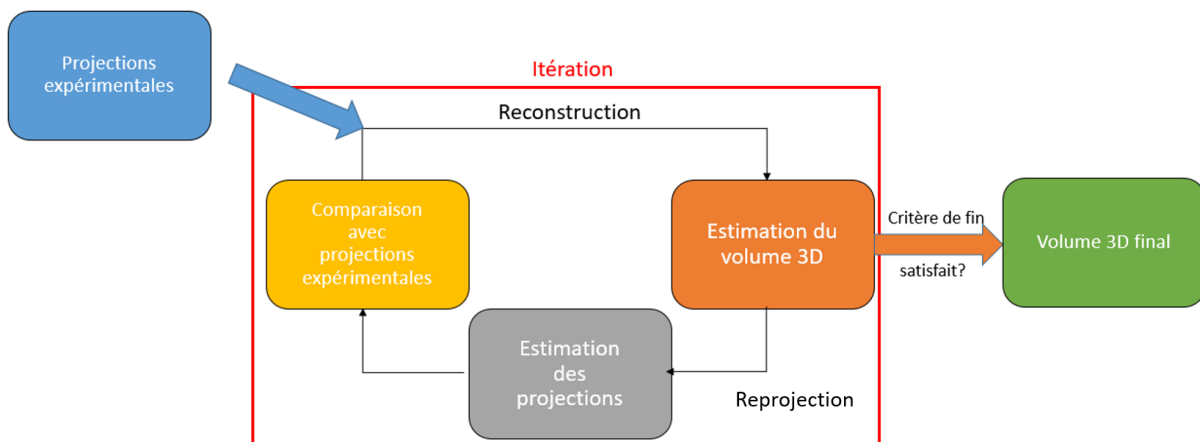 Projections
expérimentales
Itération
Reconstruction
Comparaison
avec
projections
expérimentales
Estimation du
volume 3D
Critère de fin
satisfait?
Volume 3D final
Estimation
des
projections
Reprojection